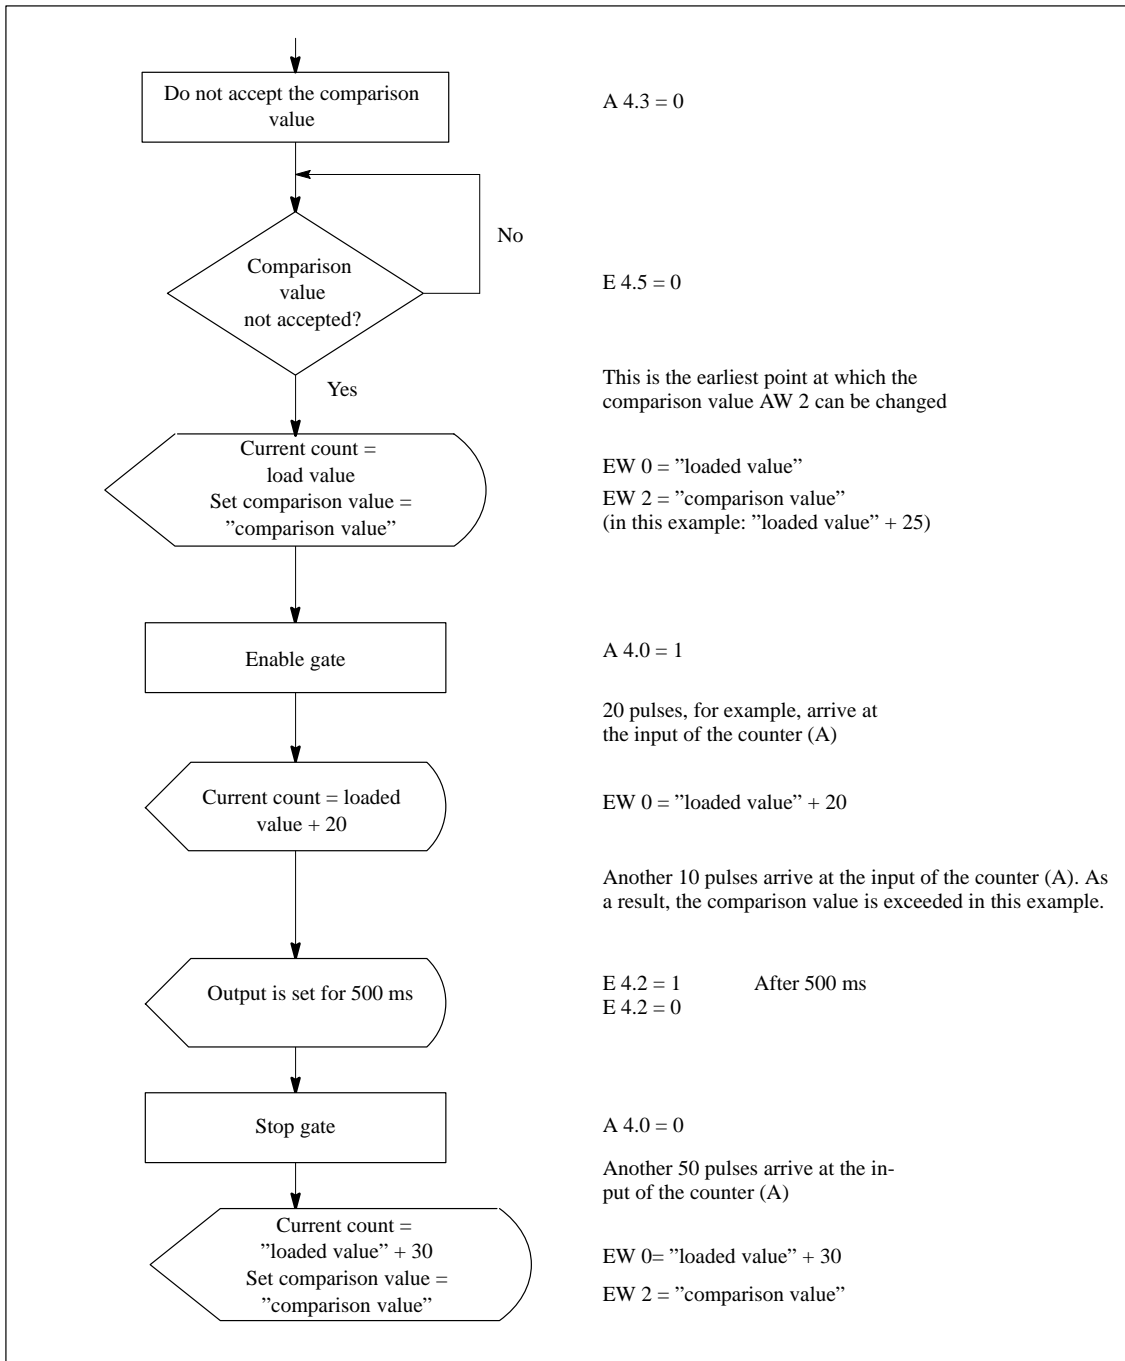 Do not accept the comparison
value
A 4.3 = 0
No
Comparison
value
not accepted?
E 4.5 = 0
Yes
This is the earliest point at which the
comparison value AW 2 can be changed
Current count =
load value
Set comparison value =
”comparison value”
EW 0 = ”loaded value”
EW 2 = ”comparison value”
(in this example: ”loaded value” + 25)
Enable gate
A 4.0 = 1
20 pulses, for example, arrive at
the input of the counter (A)
Current count = loaded
value + 20
EW 0 = ”loaded value” + 20
Another 10 pulses arrive at the input of the counter (A). As
a result, the comparison value is exceeded in this example.
Output is set for 500 ms
E 4.2 = 1 After 500 ms
E 4.2 = 0
Stop gate
A 4.0 = 0
Another 50 pulses arrive at the in-
put of the counter (A)
Current count =
”loaded value” + 30
Set comparison value =
”comparison value”
EW 0= ”loaded value” + 30
EW 2 = ”comparison value”